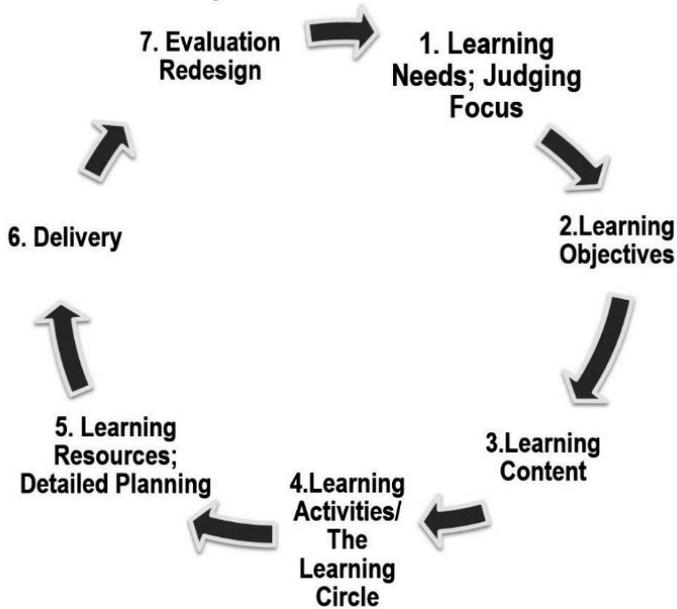 7. Evaluation
Redesign
1. Learning
Needs; Judging
Focus
2.Learning
Objectives
3.Learning
Content
4.Learning
Activities/
The
Learning
Circle
5. Learning
Resources;
Detailed Planning
6. Delivery